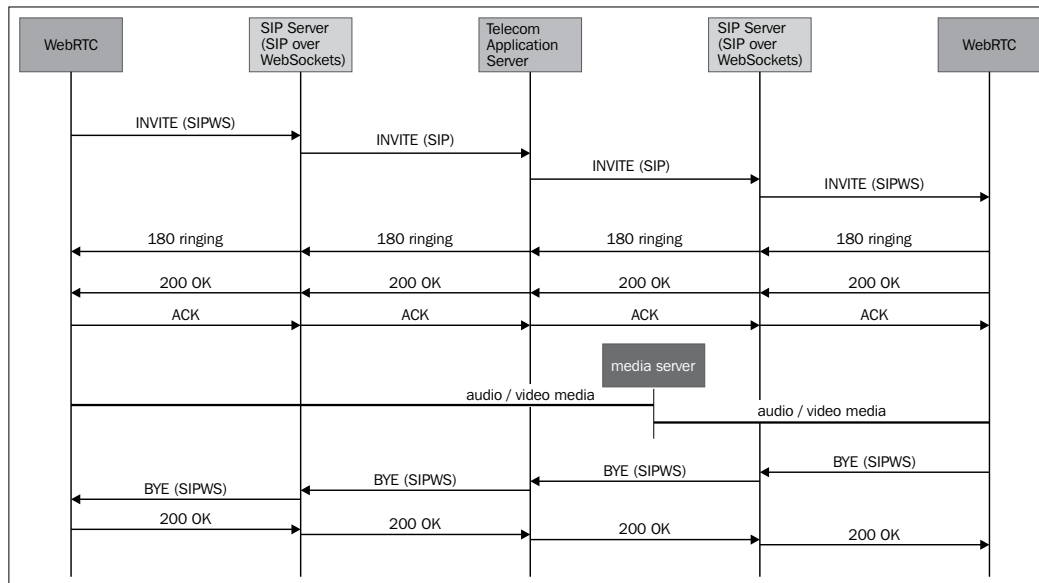 WebRTC
SIP Server
(SIP over
WebSockets)
Telecom
Application
Server
SIP Server
(SIP over
WebSockets)
WebRTC
INVITE (SIPWS)
INVITE (SIP)
INVITE (SIP)
INVITE (SIPWS)
180 ringing
180 ringing
180 ringing
180 ringing
200 OK
200 OK
200 OK
200 OK
ACK
ACK
ACK
ACK
media server
audio / video media
audio / video media
BYE (SIPWS)
BYE (SIPWS)
BYE (SIPWS)
BYE (SIPWS)
200 OK
200 OK
200 OK
200 OK